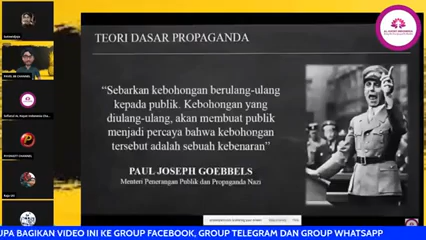 TEORI DASAR PROPAGANDA
“Sebarkan kebohongan berulang-ulang
kepada publik. Kebohongan yang
diulang-ulang, akan membuat publik
menjadi percaya bahwa kebohongan
tersebut adalah sebuah kebenaran”
PAUL JOSEPH GOEBBELS
Menteri Penerangan Publik dan Propaganda Nazi
UPA BAGIKAN VIDEO INI KE GROUP FACEBOOK, GROUP TELEGRAM DAN GROUP WHATSAPP